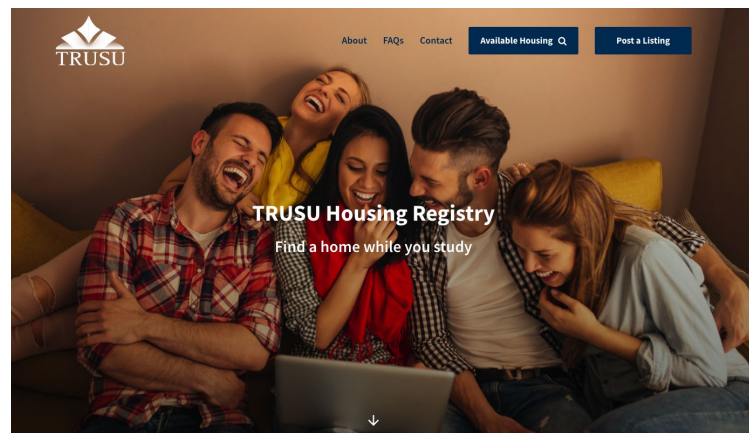 TRUSU
About FAQs Contact Available Housing Post a Listing
TRUSU Housing Registry
Find a home while you study